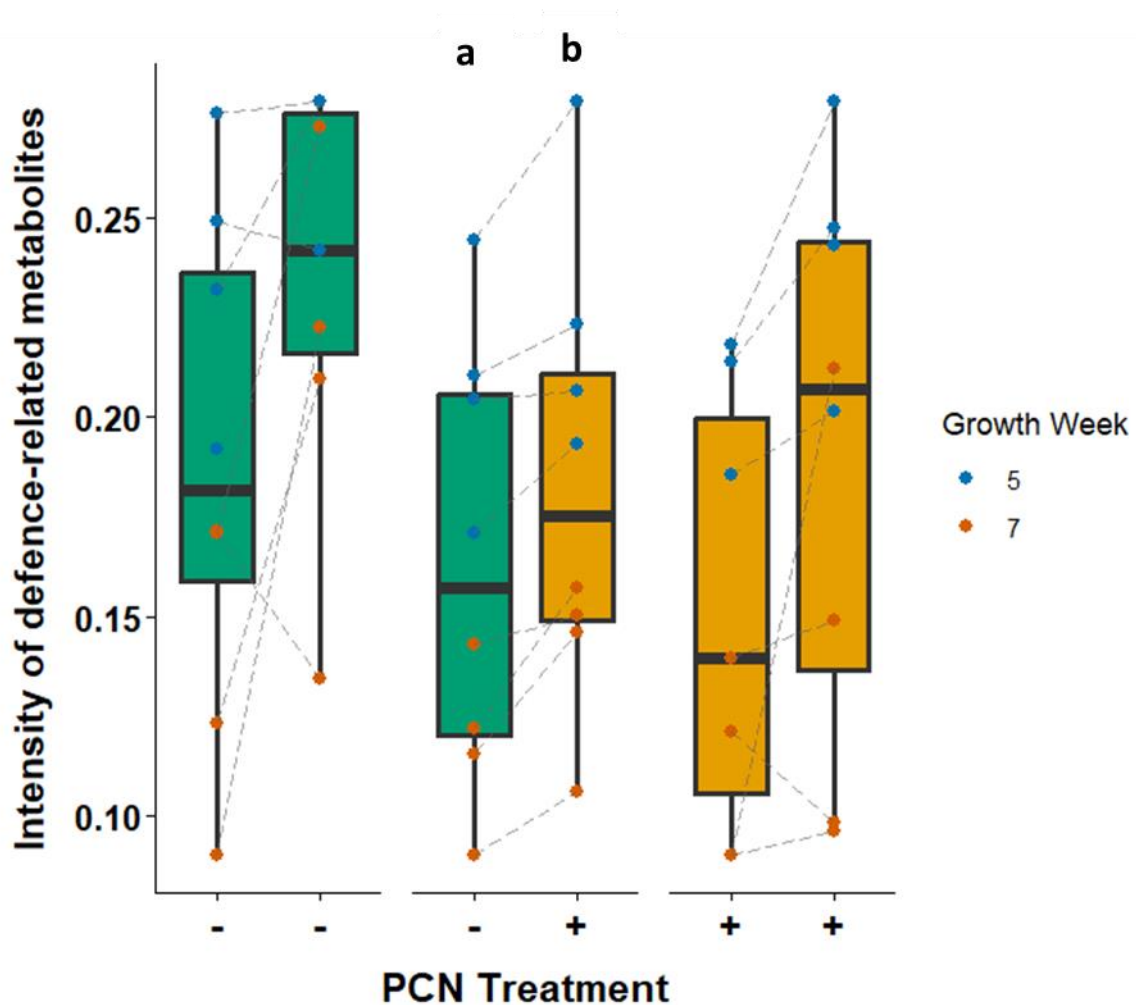 a b
Intensity of defence-related metabolites
0.25
0.20
0.15
0.10
- - - + + +
PCN Treatment
Growth Week
5
7